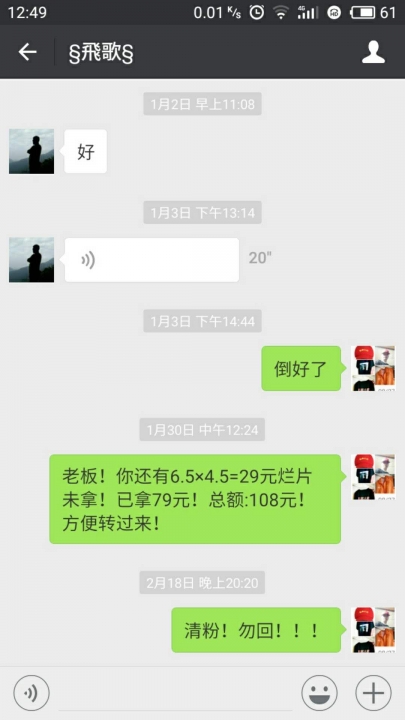 12:49
0.01 K/s
4G
61
§飛歌§
1月2日 早上11:08
好
1月3日 下午13:14
20"
1月3日 下午14:44
倒好了
1月30日 中午12:24
老板！你还有6.5×4.5=29元烂片
未拿！已拿79元！总额:108元！
方便转过来！
2月18日 晚上20:20
清粉！勿回！！！